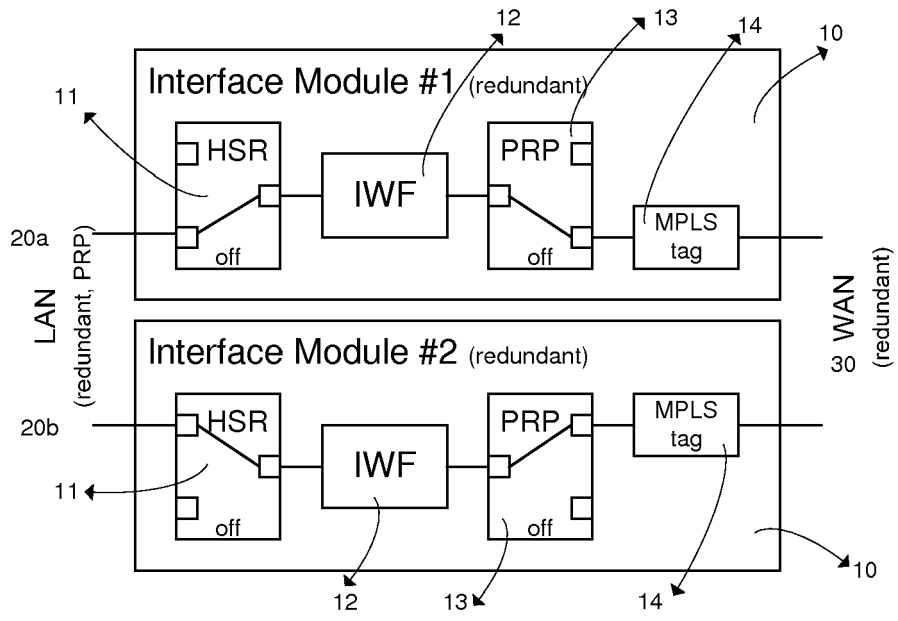 12
13
14
10
Interface Module #1 (redundant)
11
HSR
PRP
IWF
MPLS
tag
off
off
20a
LAN
(redundant, PRP)
WAN
(redundant)
30
Interface Module #2 (redundant)
HSR
PRP
MPLS
tag
20b
IWF
11
off
off
12
13
14
10